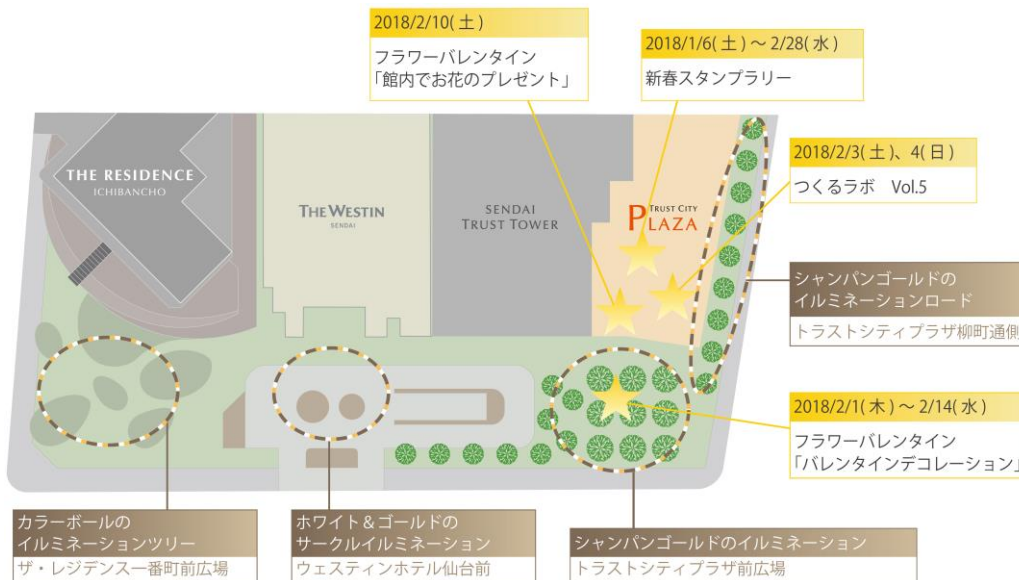 2018/2/10(土)
フラワーバレンタイン
「館内でお花のプレゼント」
2018/1/6(土)～2/28(水)
新春スタンプラリー
2018/2/3(土)、4(日)
つくるラボ　Vol.5
THE RESIDENCE
ICHIBANCHO
THE WESTIN
SENDAI
SENDAI
TRUST TOWER
TRUST CITY
PLAZA
シャンパンゴールドの
イルミネーションロード
トラストシティプラザ柳町通側
2018/2/1(木)～2/14(水)
フラワーバレンタイン
「バレンタインデコレーション」
カラーボールの
イルミネーションツリー
ザ・レジデンス一番町前広場
ホワイト＆ゴールドの
サークルイルミネーション
ウェスティンホテル仙台前
シャンパンゴールドのイルミネーション
トラストシティプラザ前広場